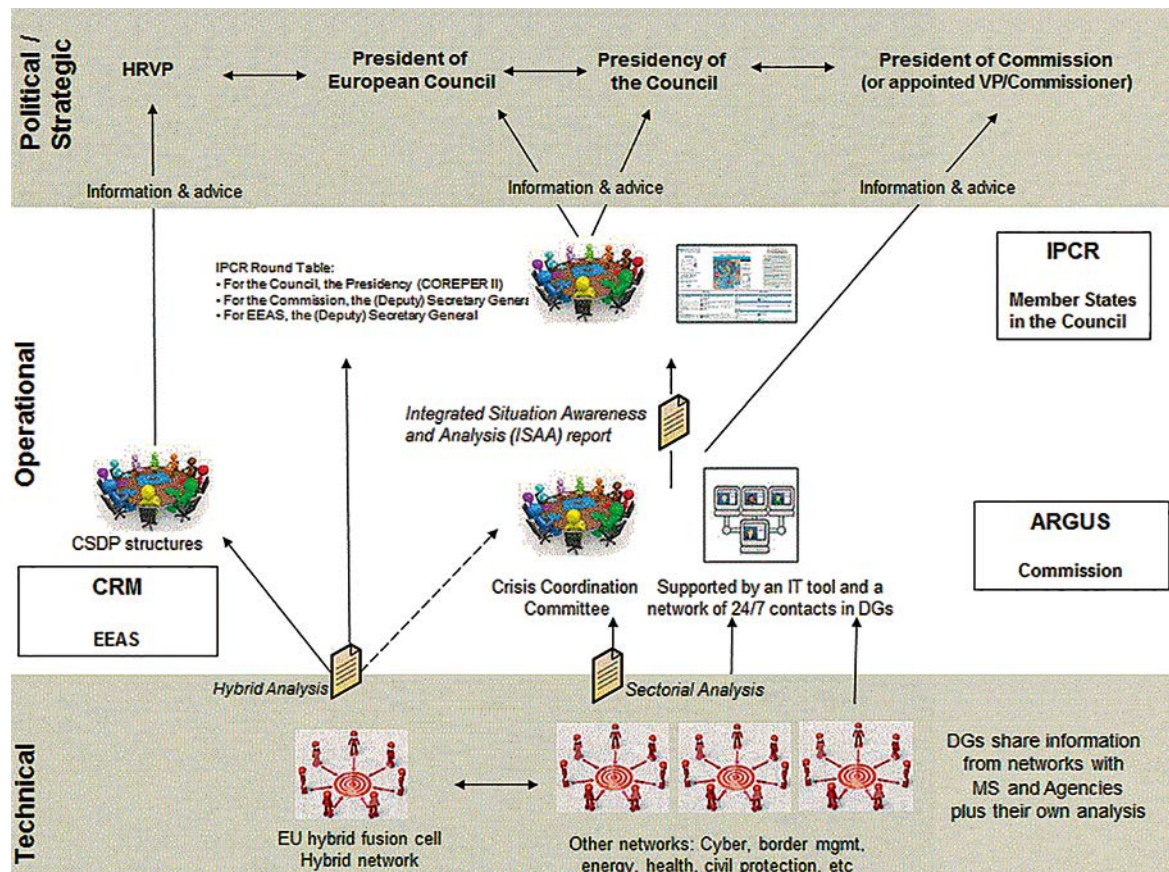 Political /
Strategic
HRVP
President of
European Council
Presidency of
the Council
President of Commission
(or appointed VP/Commissioner)
Information & advice
Information & advice
Information & advice
Operational
IPCR Round Table:
• For the Council, the Presidency (COREPER II)
• For the Commission, the (Deputy) Secretary Genera
• For EEAS, the (Deputy) Secretary General
IPCR
Member States
in the Council
Integrated Situation Awareness
and Analysis (ISAA) report
CSDP structures
CRM
EEAS
Crisis Coordination
Committee
Supported by an IT tool and a
network of 24/7 contacts in DGs
ARGUS
Commission
Hybrid Analysis
Sectorial Analysis
Technical
EU hybrid fusion cell
Hybrid network
Other networks: Cyber, border mgmt,
energy, health, civil protection, etc
DGs share information
from networks with
MS and Agencies
plus their own analysis